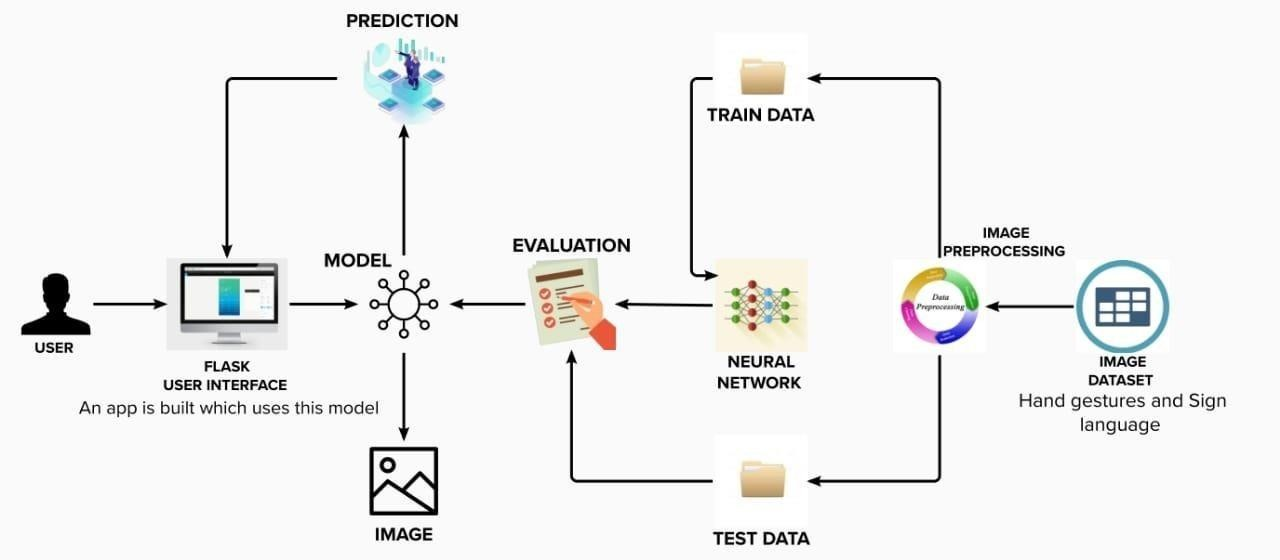 PREDICTION
TRAIN DATA
IMAGE
PREPROCESSING
EVALUATION
MODEL
Data
Preprocessing
USER
FLASK
USER INTERFACE
An app is built which uses this model
NEURAL
NETWORK
IMAGE
DATASET
Hand gestures and Sign
language
IMAGE
TEST DATA